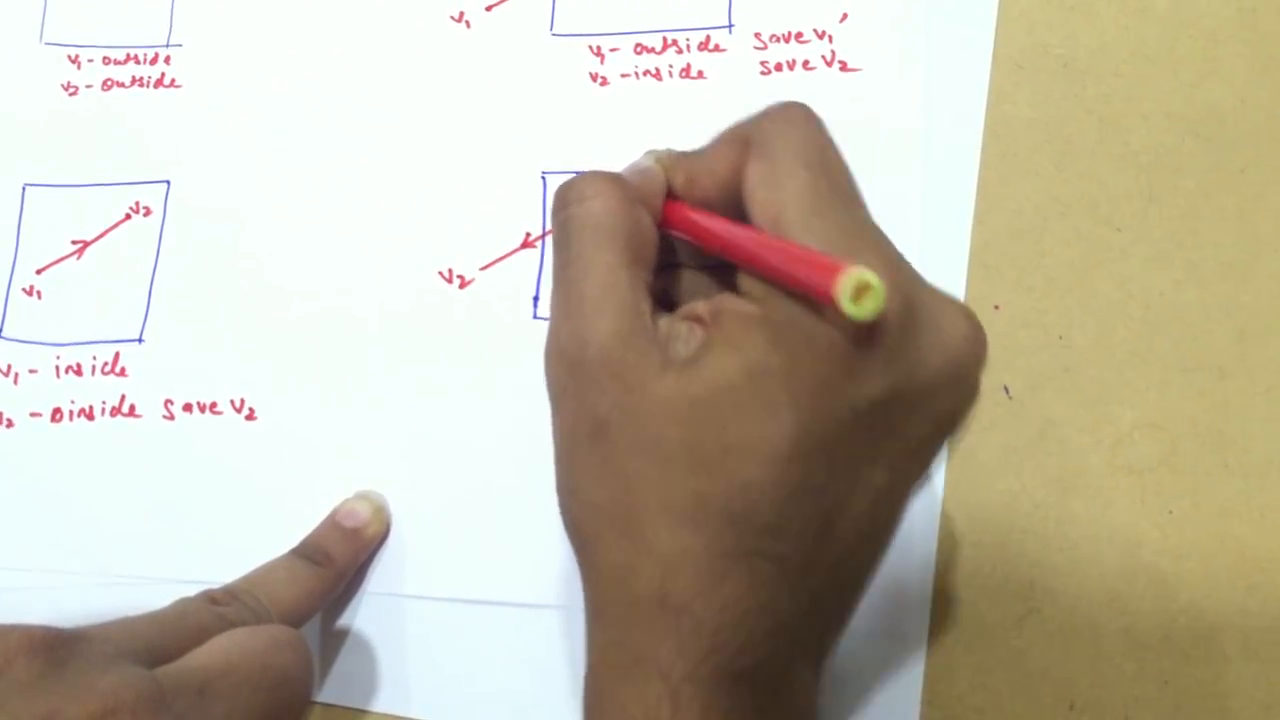 v₁
v₁ - outside
v₂ - outside
v₁ - outside save v₁'
v₂ - inside save v₂
v₂
v₁
v₂
v₁ - inside
v₂ - inside save v₂